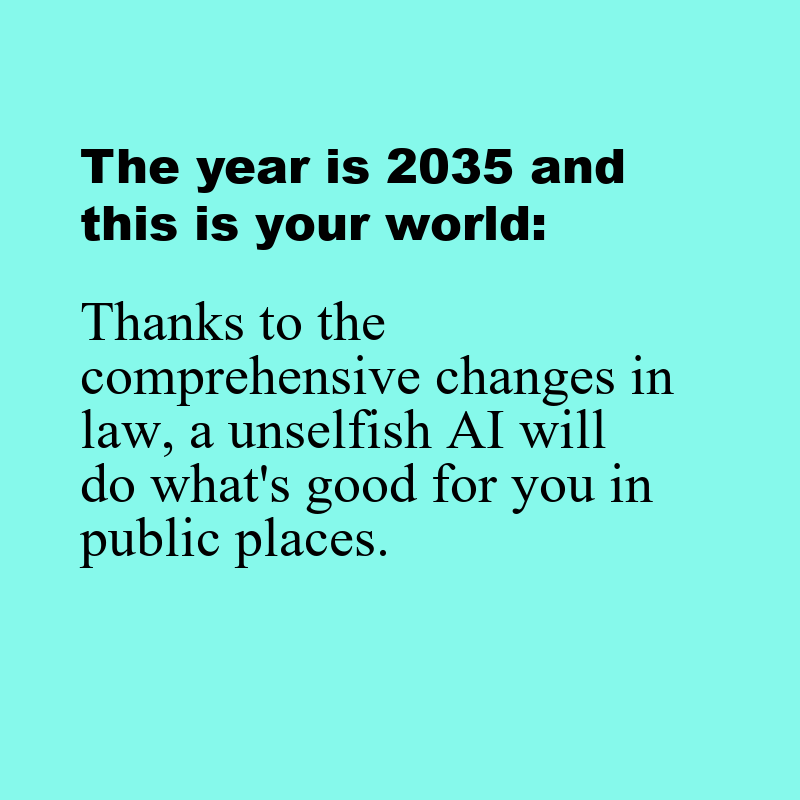 The year is 2035 and
this is your world:
Thanks to the
comprehensive changes in
law, a unselfish AI will
do what's good for you in
public places.